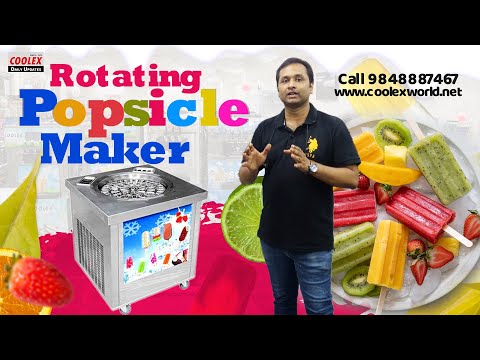 COOLEX
DAILY UPDATES
Rotating
Popsicle
Maker
Call 9848887467
www.coolexworld.net